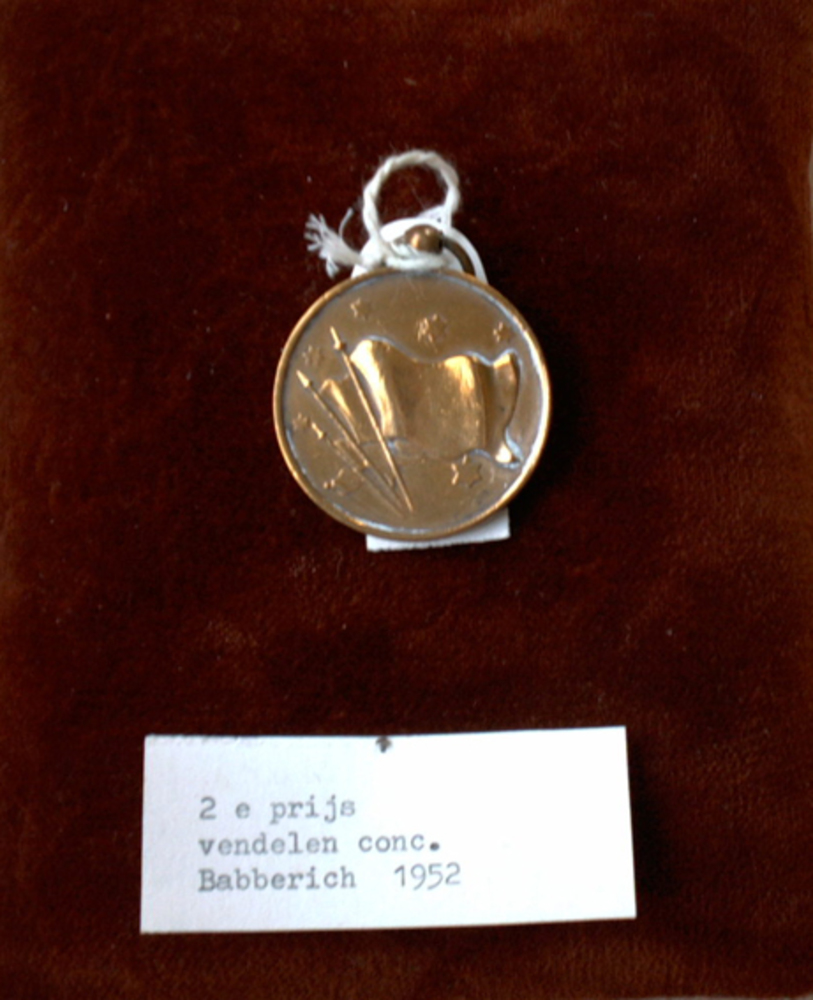 2 e prijs
vendelen conc.
Babberich 1952